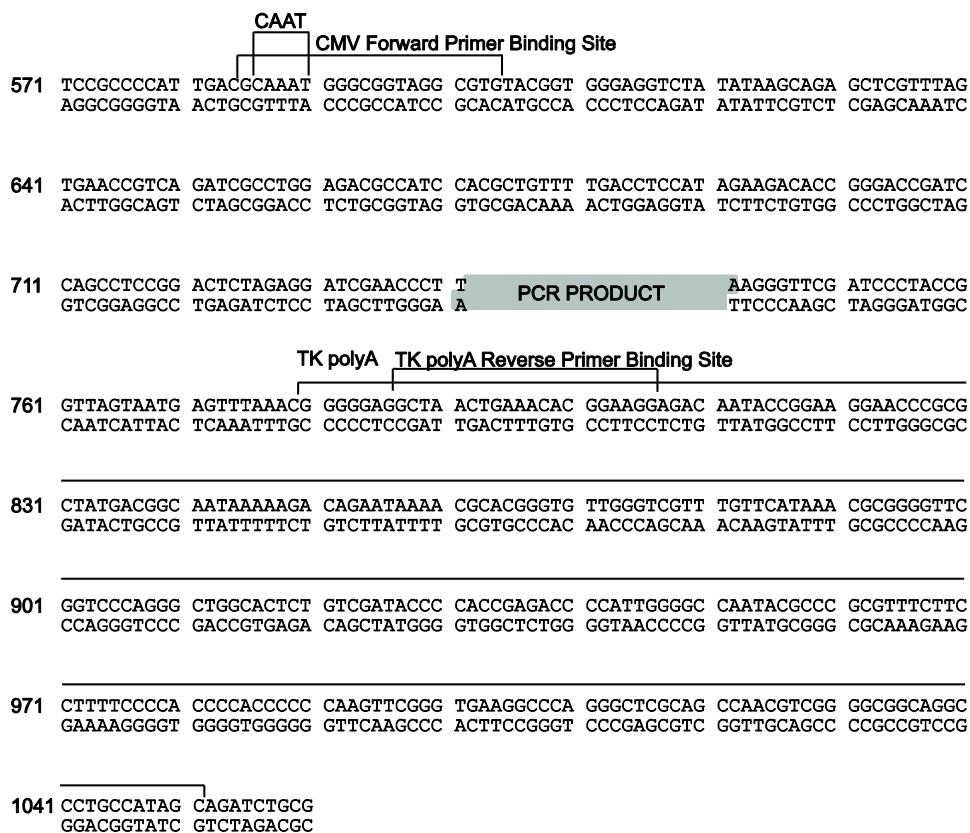 CAAT
CMV Forward Primer Binding Site
571 TCCGCCCCATT TGACGCAAAT GGGCGGTAGG CGTGTACGGT GGGAGGTCTA TATAAGCAGA GCTCGTTTAG
AGGCGGGGTA ACTGCGTTTA CCCGCCATCC GCACATGCCA CCCTCCAGAT ATATTCGTCT CGAGCAAATC
641 TGAACCGTCA GATCGCCTGG AGACGCCATC CACGCTGTTT TGACCTCCAT AGAAGACACC GGGACCGATC
ACTTGGCAGT CTAGCGGACC TCTGCGGTAG GTGCGACAAA ACTGGAGGTA TCTTCTGTGG CCCTGGCTAG
711 CAGCCTCCGG ACTCTAGAGG ATCGAACCCT T PCR PRODUCT AAGGGTTCG ATCCCTACCG
GTCGGAGGCC TGAGATCTCC TAGCTTGGGA A TTCCCAAGC TAGGGATGGC
TK polyA TK polyA Reverse Primer Binding Site
761 GTTAGTAATG AGTTTAAACG GGGGAGGCTA ACTGAAACAC GGAAGGAGAC AATACCGGAA GGAACCCGCG
CAATCATTAC TCAAATTTGC CCCCTCCGAT TGACTTTGTG CCTTCCTCTG TTATGGCCTT CCTTGGGCGC
831 CTATGACGGC AATAAAAAGA CAGAATAAAA CGCACGGGTG TTGGGTCGTT TGTTCATAAA CGCGGGGTTC
GATACTGCCG TTATTTTTCT GTCTTATTTT GCGTGCCCAC AACCCAGCAA ACAAGTATTT GCGCCCCAAG
901 GGTCCCAGGG CTGGCACTCT GTCGATACCC CACCGAGACC CCATTGGGGC CAATACGCCC GCGTTTCTTC
CCAGGGTCCC GACCGTGAGA CAGCTATGGG GTGGCTCTGG GGTAACCCCG GTTATGCGGG CGCAAAGAAG
971 CTTTTCCCCA CCCCACCCCC CAAGTTCGGG TGAAGGCCCA GGGCTCGCAG CCAACGTCGG GGCGGCAGGC
GAAAAGGGGT GGGGTGGGGG GTTCAAGCCC ACTTCCGGGT CCCGAGCGTC GGTTGCAGCC CCGCCGTCCG
1041 CCTGCCATAG CAGATCTGCG
GGACGGTATC GTCTAGACGC